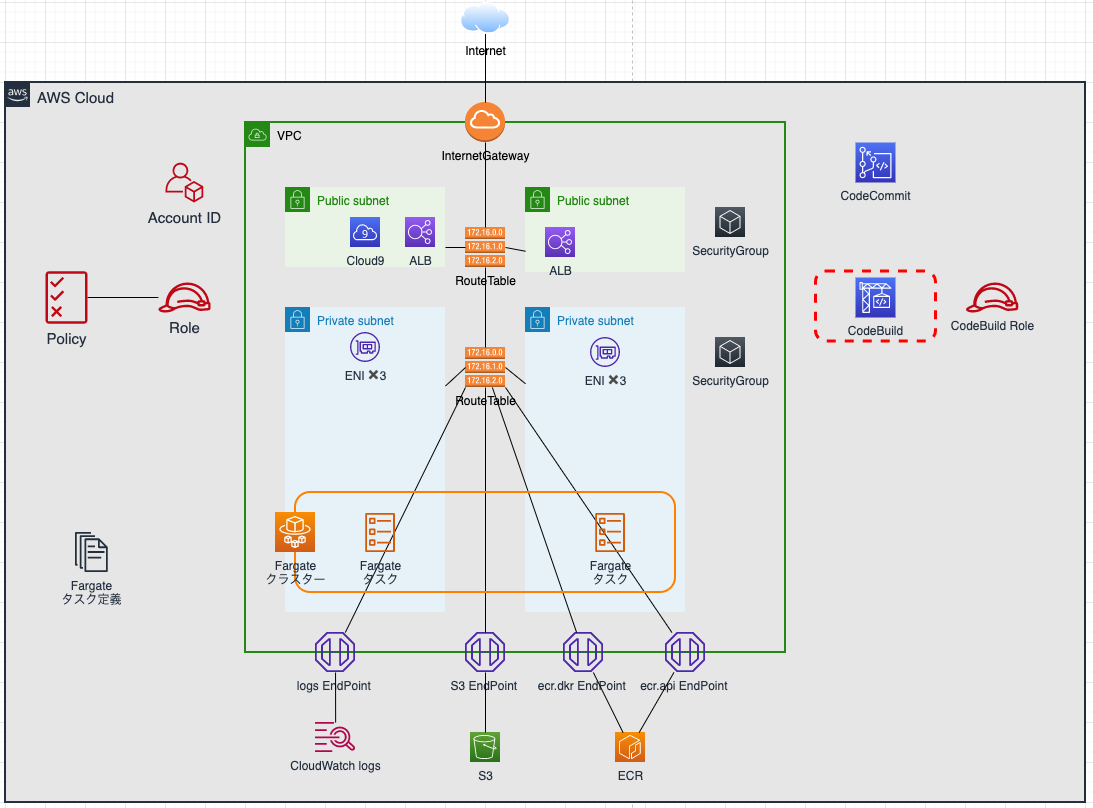 Internet
aws
AWS Cloud
VPC
InternetGateway
CodeCommit
Account ID
Public subnet
Public subnet
9
Cloud9
ALB
172.16.0.0
172.16.1.0
172.16.2.0
RouteTable
ALB
SecurityGroup
Policy
Role
CodeBuild
CodeBuild Role
Private subnet
Private subnet
ENI ✖3
172.16.0.0
172.16.1.0
172.16.2.0
RouteTable
ENI ✖3
SecurityGroup
Fargate
クラスター
Fargate
タスク
Fargate
タスク
Fargate
タスク定義
logs EndPoint
S3 EndPoint
ecr.dkr EndPoint
ecr.api EndPoint
CloudWatch logs
S3
ECR